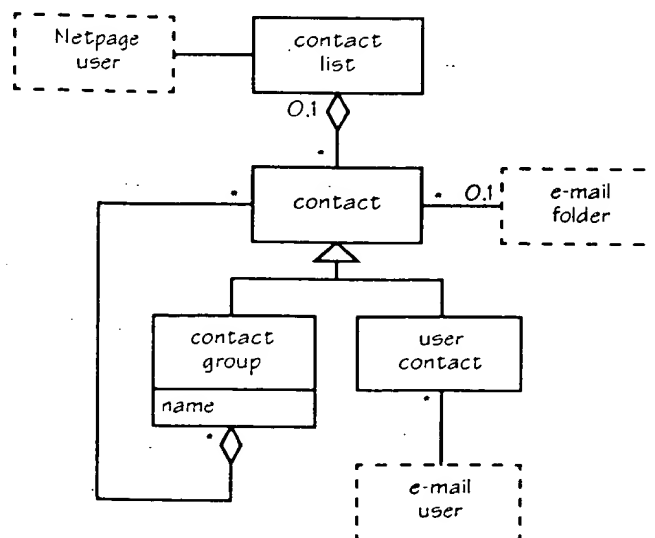 Netpage
user
contact
list
0.1
*
*
contact
*
0.1
e-mail
folder
contact
group
name
*
user
contact
*
e-mail
user